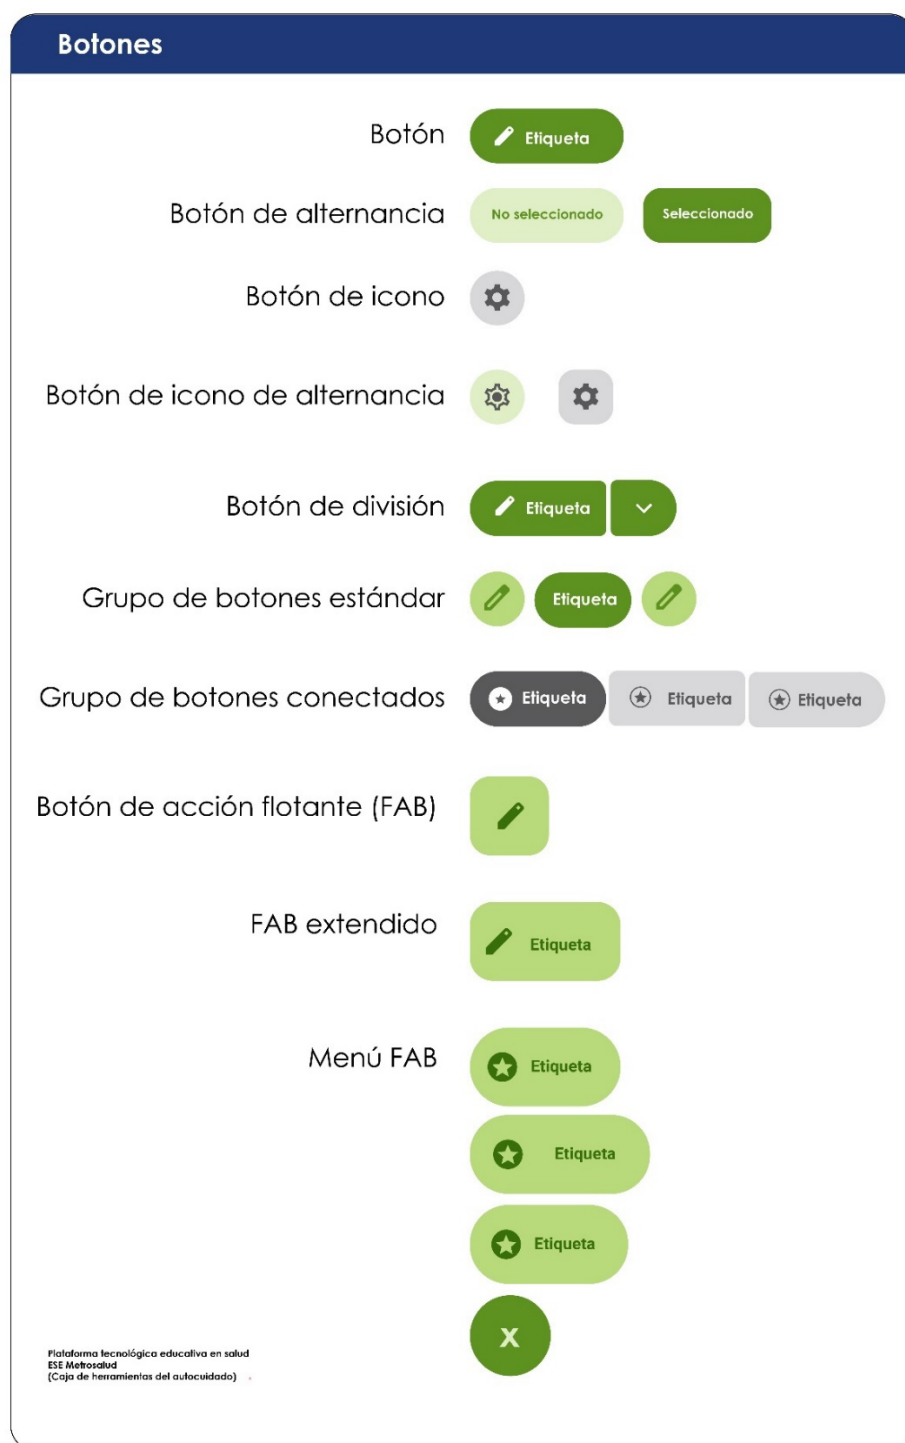 Botones
Botón
Etiqueta
Botón de alternancia
No seleccionado
Seleccionado
Botón de icono
Botón de icono de alternancia
Botón de división
Etiqueta
Grupo de botones estándar
Etiqueta
Grupo de botones conectados
Etiqueta
Etiqueta
Etiqueta
Botón de acción flotante (FAB)
FAB extendido
Etiqueta
Menú FAB
Etiqueta
Etiqueta
Etiqueta
X
Plataforma tecnológica educativa en salud
ESE Metrosalud
(Caja de herramientas del autocuidado)